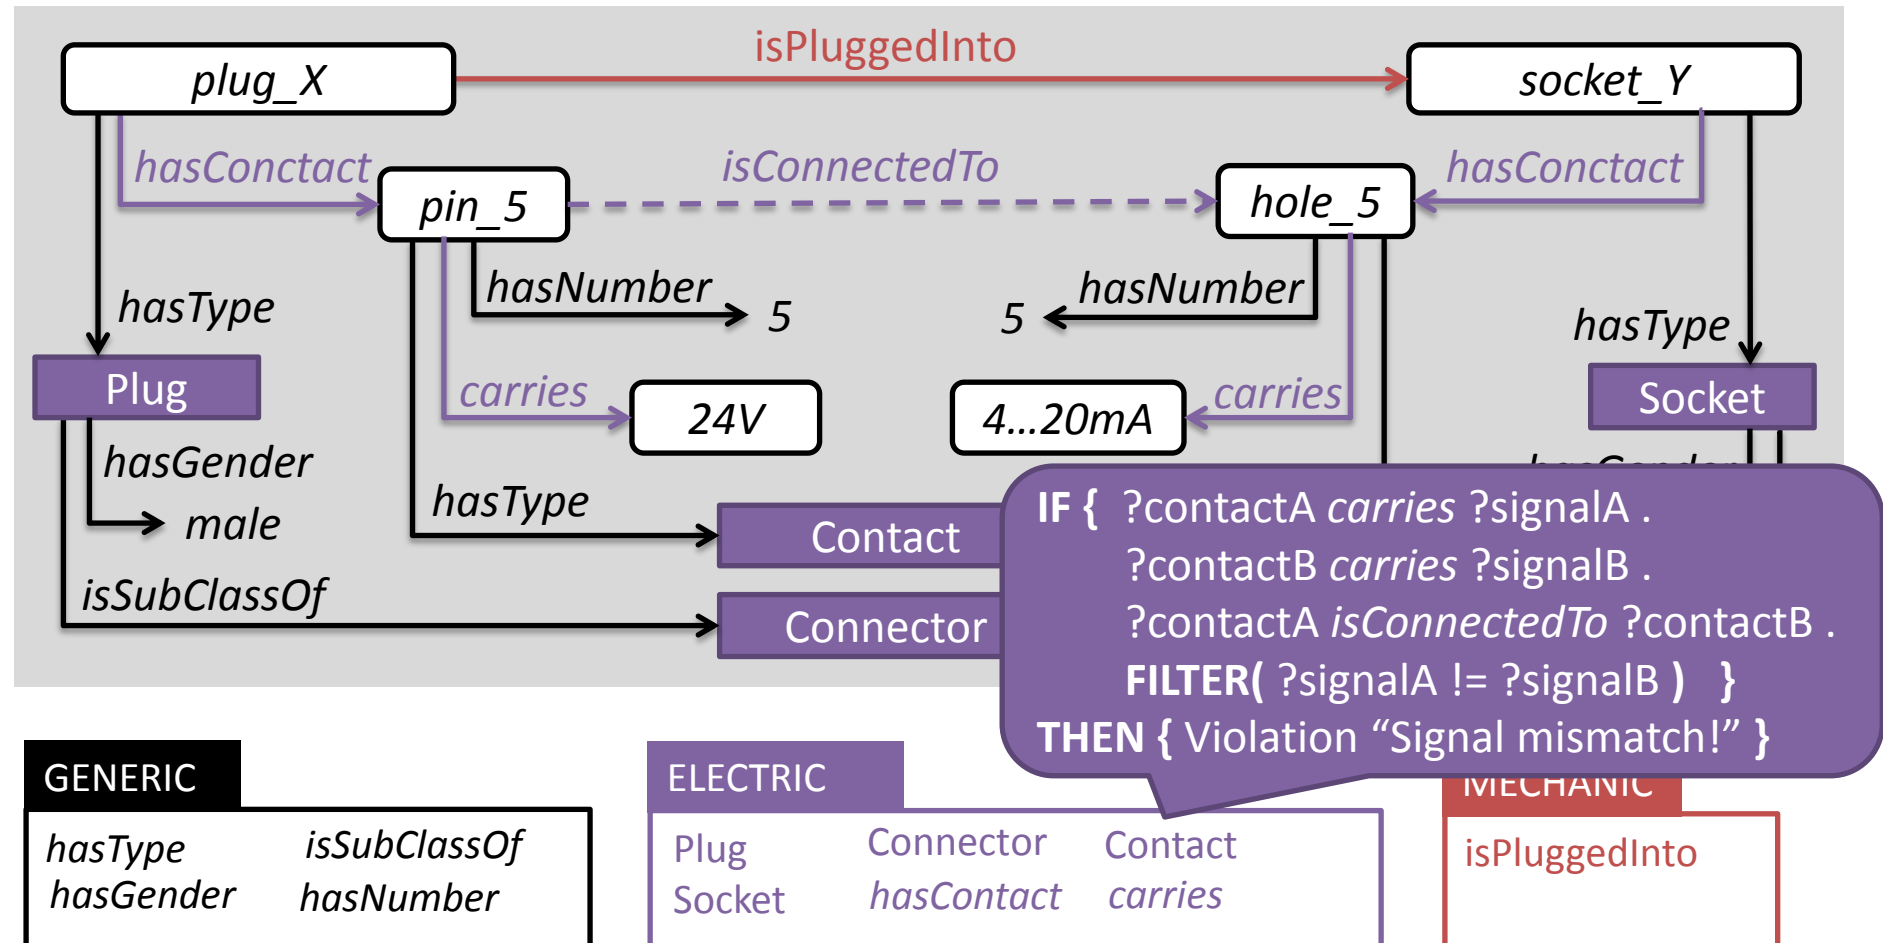 isPluggedInto
plug_X
socket_Y
hasConctact
isConnectedTo
hasConctact
pin_5
hole_5
hasNumber
hasNumber
hasType
5
5
hasType
Plug
carries
24V
4...20mA
carries
Socket
hasGender
male
hasType
Contact
isSubClassOf
Connector
IF { ?contactA carries ?signalA .
?contactB carries ?signalB .
?contactA isConnectedTo ?contactB .
FILTER( ?signalA != ?signalB ) }
THEN { Violation “Signal mismatch!” }
GENERIC
hasType isSubClassOf
hasGender hasNumber
ELECTRIC
Plug Connector Contact
Socket hasContact carries
MECHANIC
isPluggedInto